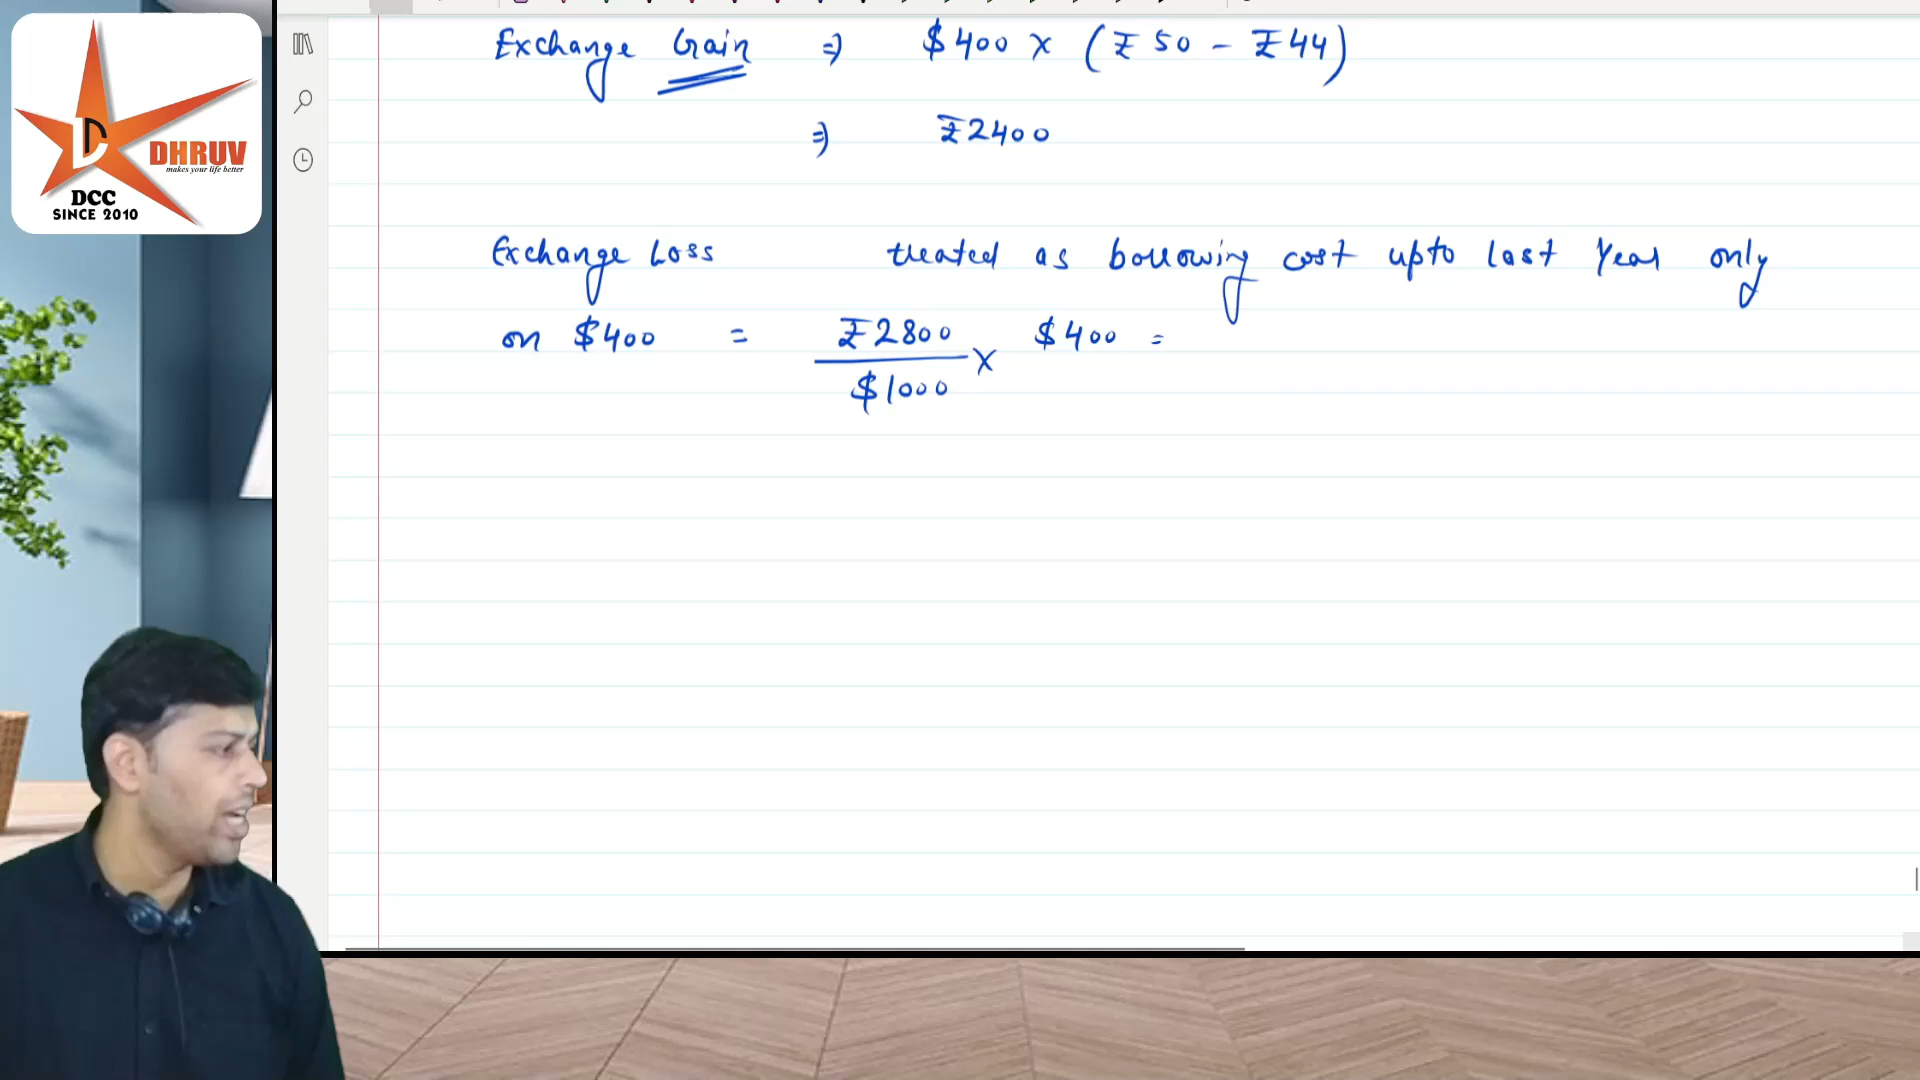 Exchange Gain ⇒ $400 x (₹50 - ₹44)
⇒ ₹2400
Exchange Loss treated as borrowing cost upto last Year only
on $400 = ₹2800 / $1000 x $400 =
DC
DHRUV
makes your life better
DCC
SINCE 2010